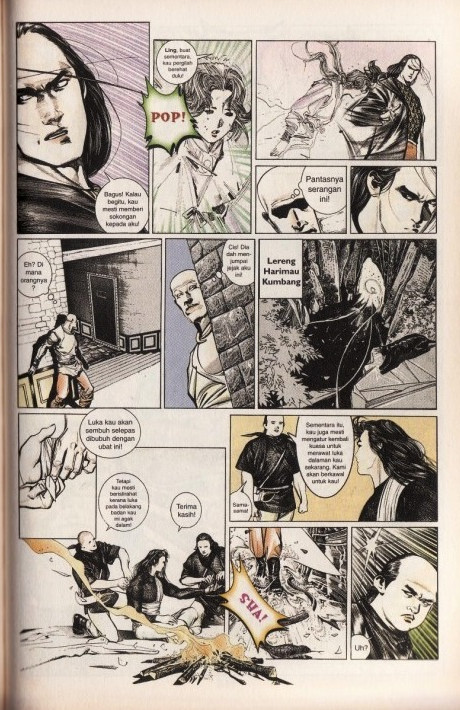 Bagus! Kalau
begitu, kau
mesti memberi
sokongan
kepada aku!
Ling, buat
sementara,
kau pergilah
berehat
dulu!
POP!
Pantasnya
serangan
ini!
Eh? Di
mana
orangnya
?
Cis! Dia
dah men-
jumpai
jejak aku
ini!
Lereng
Harimau
Kumbang
Luka kau akan
sembuh selepas
dibubuh dengan
ubat ini!
Tetapi
kau mesti
berisitirahat
kerana luka
pada belakang
badan kau
ini agak
dalam!
Terima
kasih!
Sementara itu,
kau juga mesti
mengatur kembali
kuasa untuk
merawat luka
dalaman kau
sekarang. Kami
akan berkawal
untuk kau!
Sama-
sama!
S'HA!
Uh?